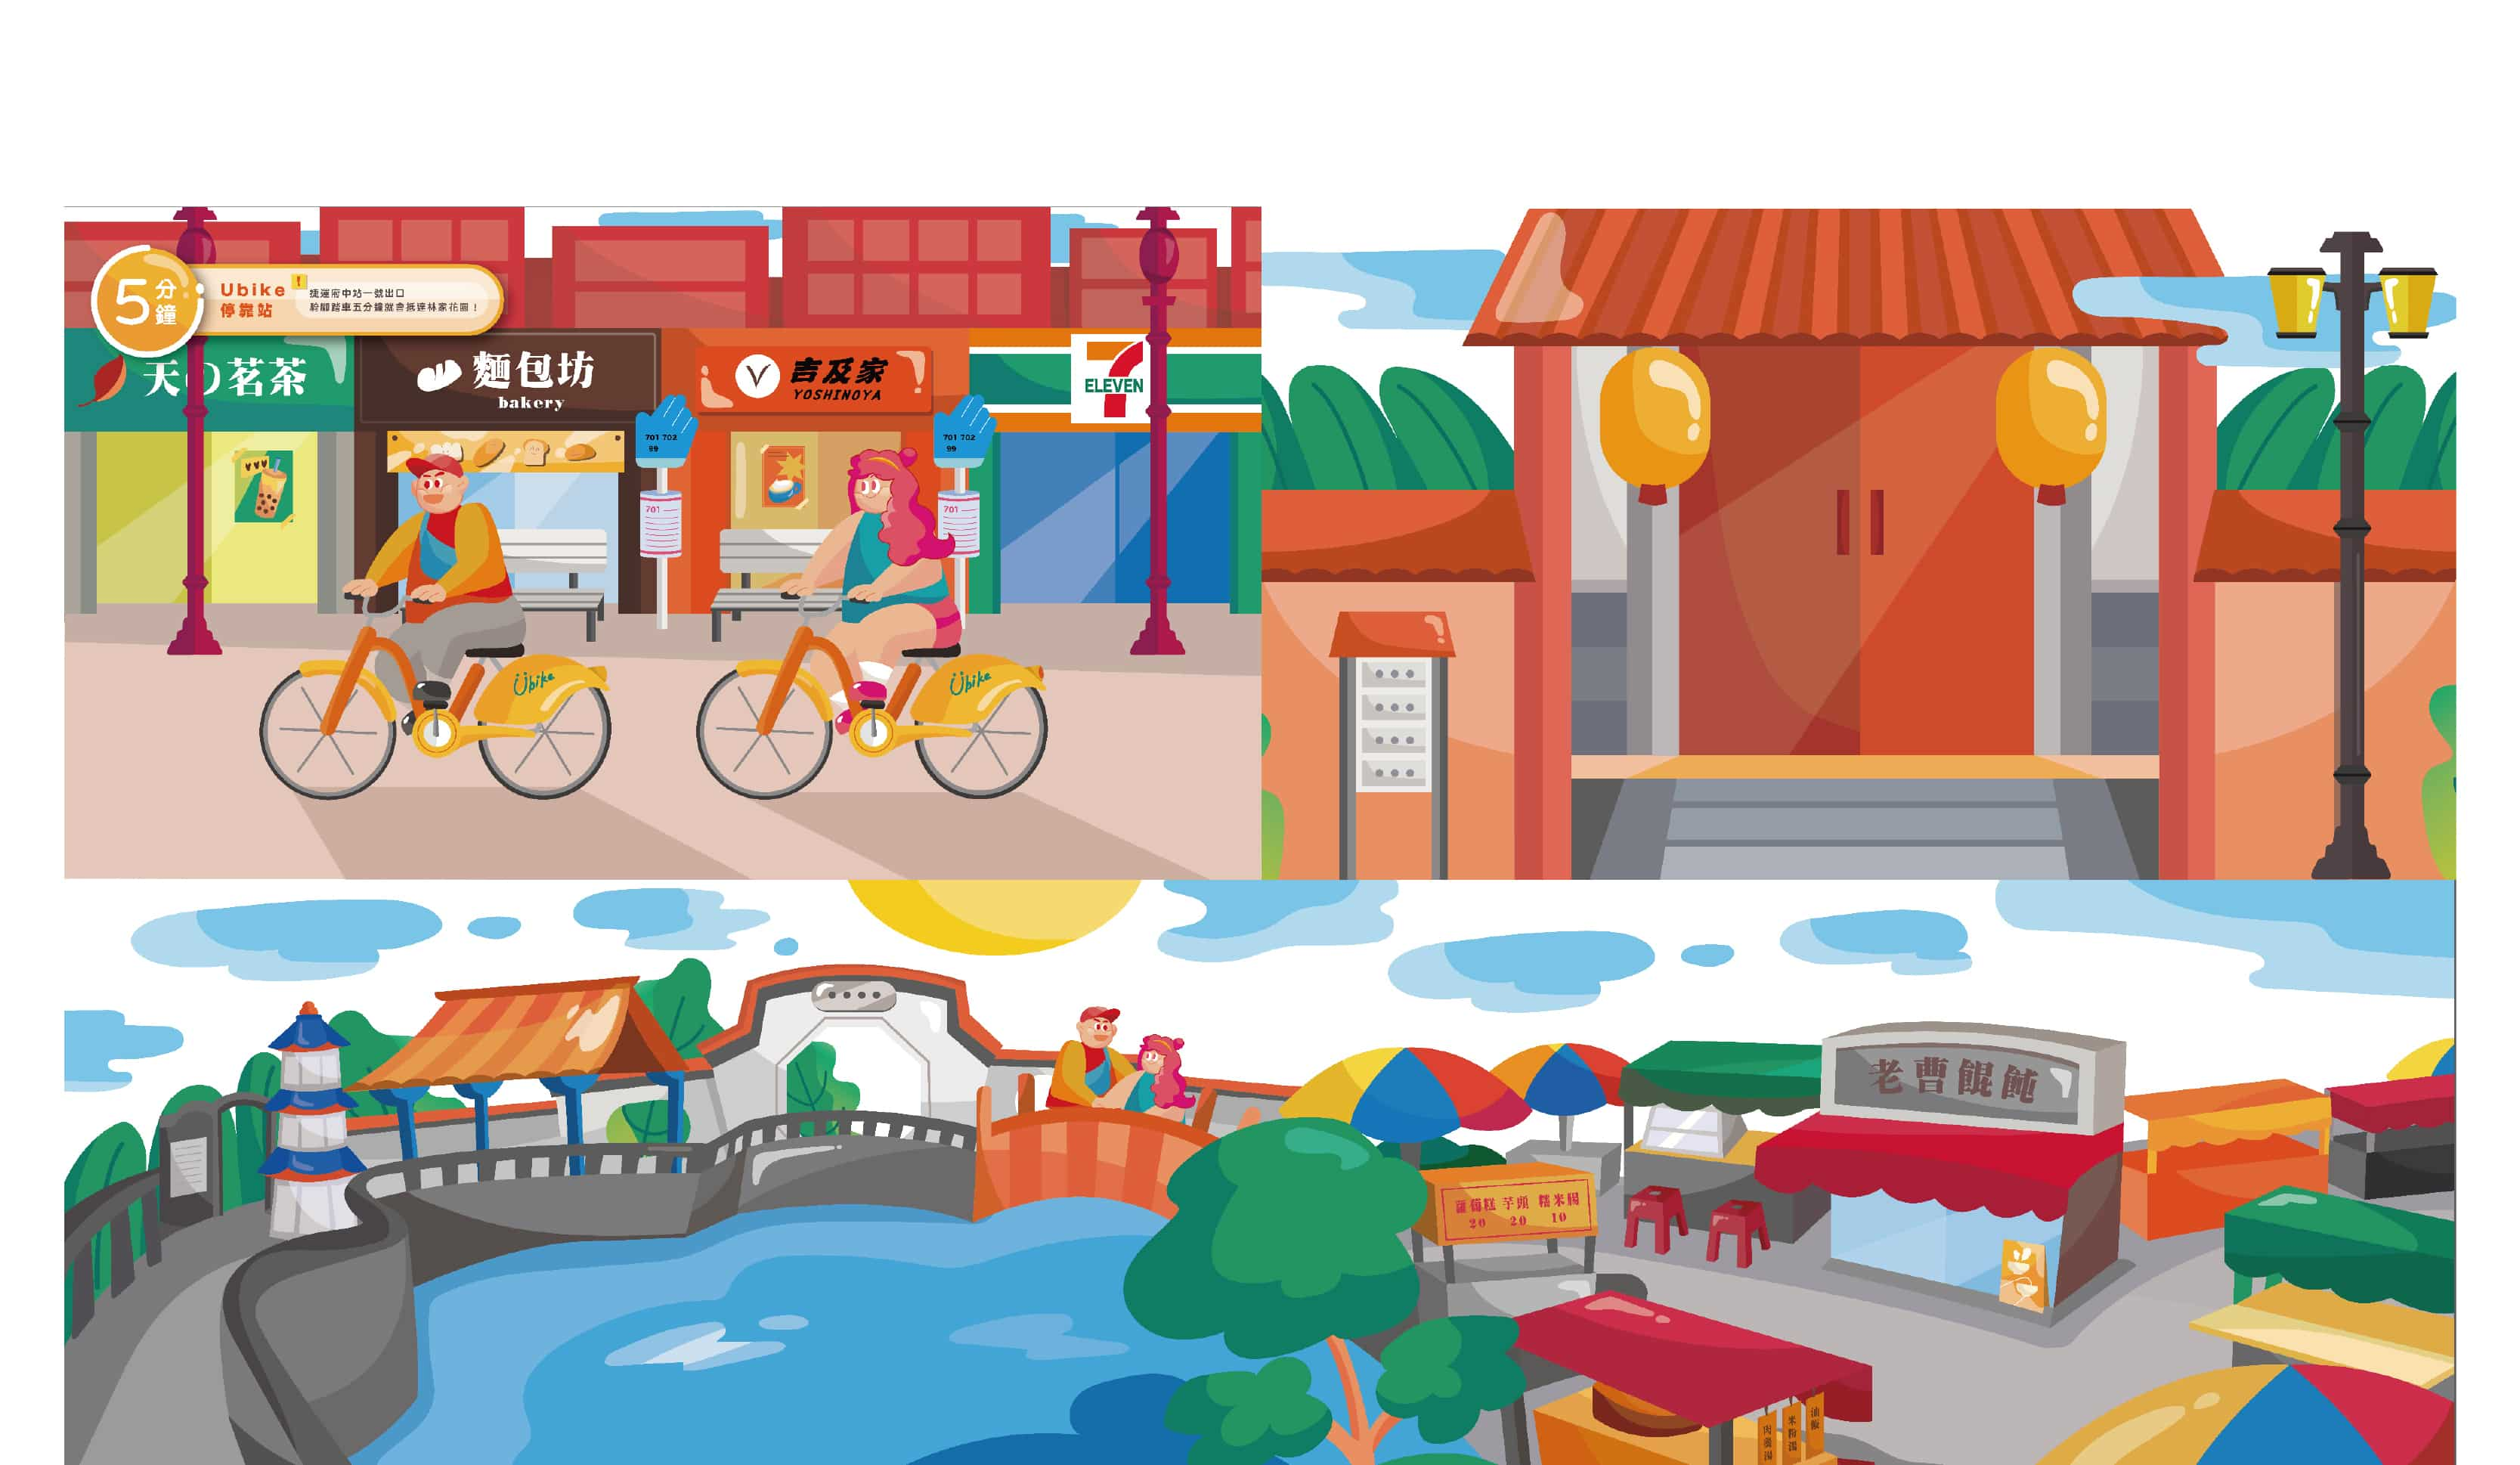 5分鐘
Ubike
停靠站
!
捷運府中站一號出口
幹腳踏車五分鐘就會抵達林家花園！
天の茗茶
麵包坊
bakery
吉及家
YOSHINOYA
7
ELEVEN
701 702
99
701
701 702
99
701
Ubike
Ubike
老曹餛飩
蘿蔔糕 芋頭 糯米腸
20 20 10
肉羹湯
米粉湯
油飯